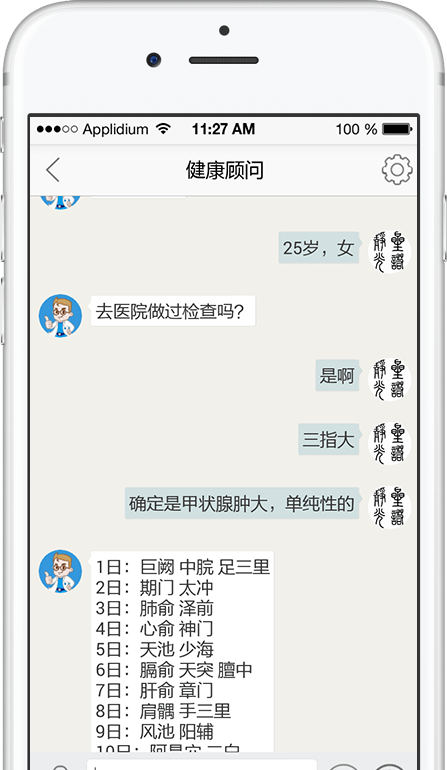 Applidium 11:27 AM 100 %
健康顾问
25岁，女
去医院做过检查吗？
是啊
三指大
确定是甲状腺肿大，单纯性的
1日：巨阙 中脘 足三里
2日：期门 太冲
3日：肺俞 泽前
4日：心俞 神门
5日：天池 少海
6日：膈俞 天突 膻中
7日：肝俞 章门
8日：肩髃 手三里
9日：风池 阳辅
10日：阿是穴 三臼